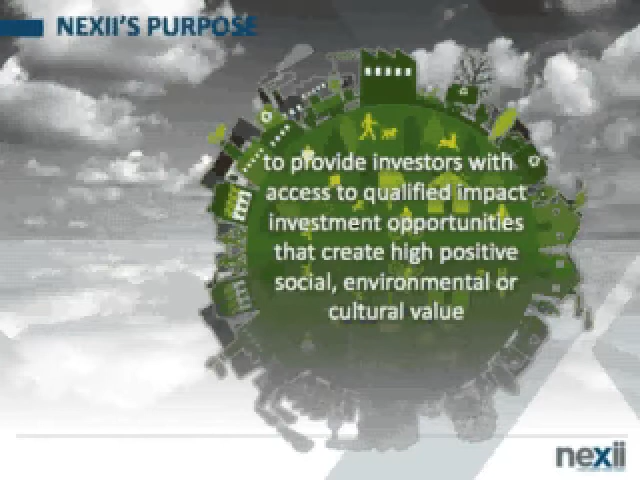 NEXII'S PURPOSE
to provide investors with
access to qualified impact
investment opportunities
that create high positive
social, environmental or
cultural value
nexii